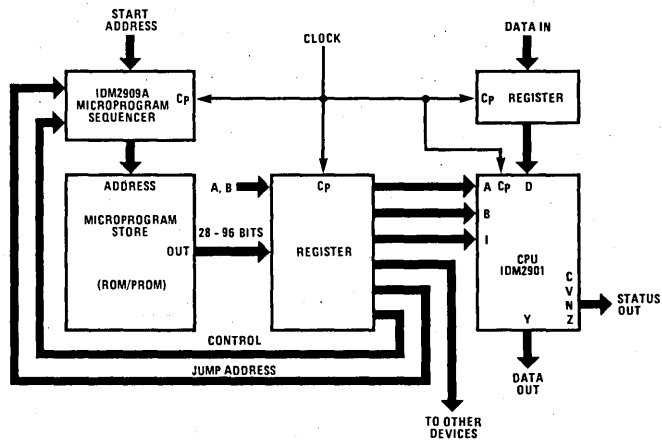 START
ADDRESS
CLOCK
DATA IN
IDM2909A
MICROPROGRAM
SEQUENCER
CP
CP
REGISTER
ADDRESS
MICROPROGRAM
STORE
OUT
(ROM/PROM)
A, B
28 - 96 BITS
CP
REGISTER
A
CP
D
B
I
CPU
IDM2901
C
V
N
Z
Y
STATUS
OUT
CONTROL
JUMP ADDRESS
DATA
OUT
TO OTHER
DEVICES